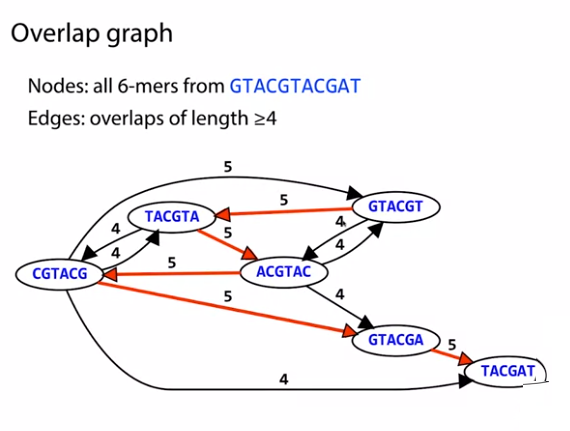 Overlap graph
Nodes: all 6-mers from GTACGTACGAT
Edges: overlaps of length ≥4
5
5
GTACGT
TACGTA
4
5
4
4
4
CGTACG
5
ACGTAC
5
4
GTACGA
5
TACGAT
4